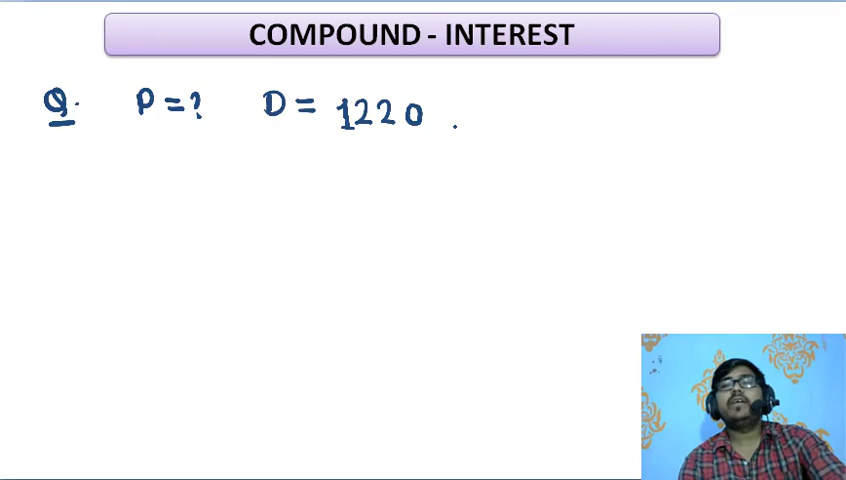 COMPOUND - INTEREST
Q. P = ? D = 1220 .